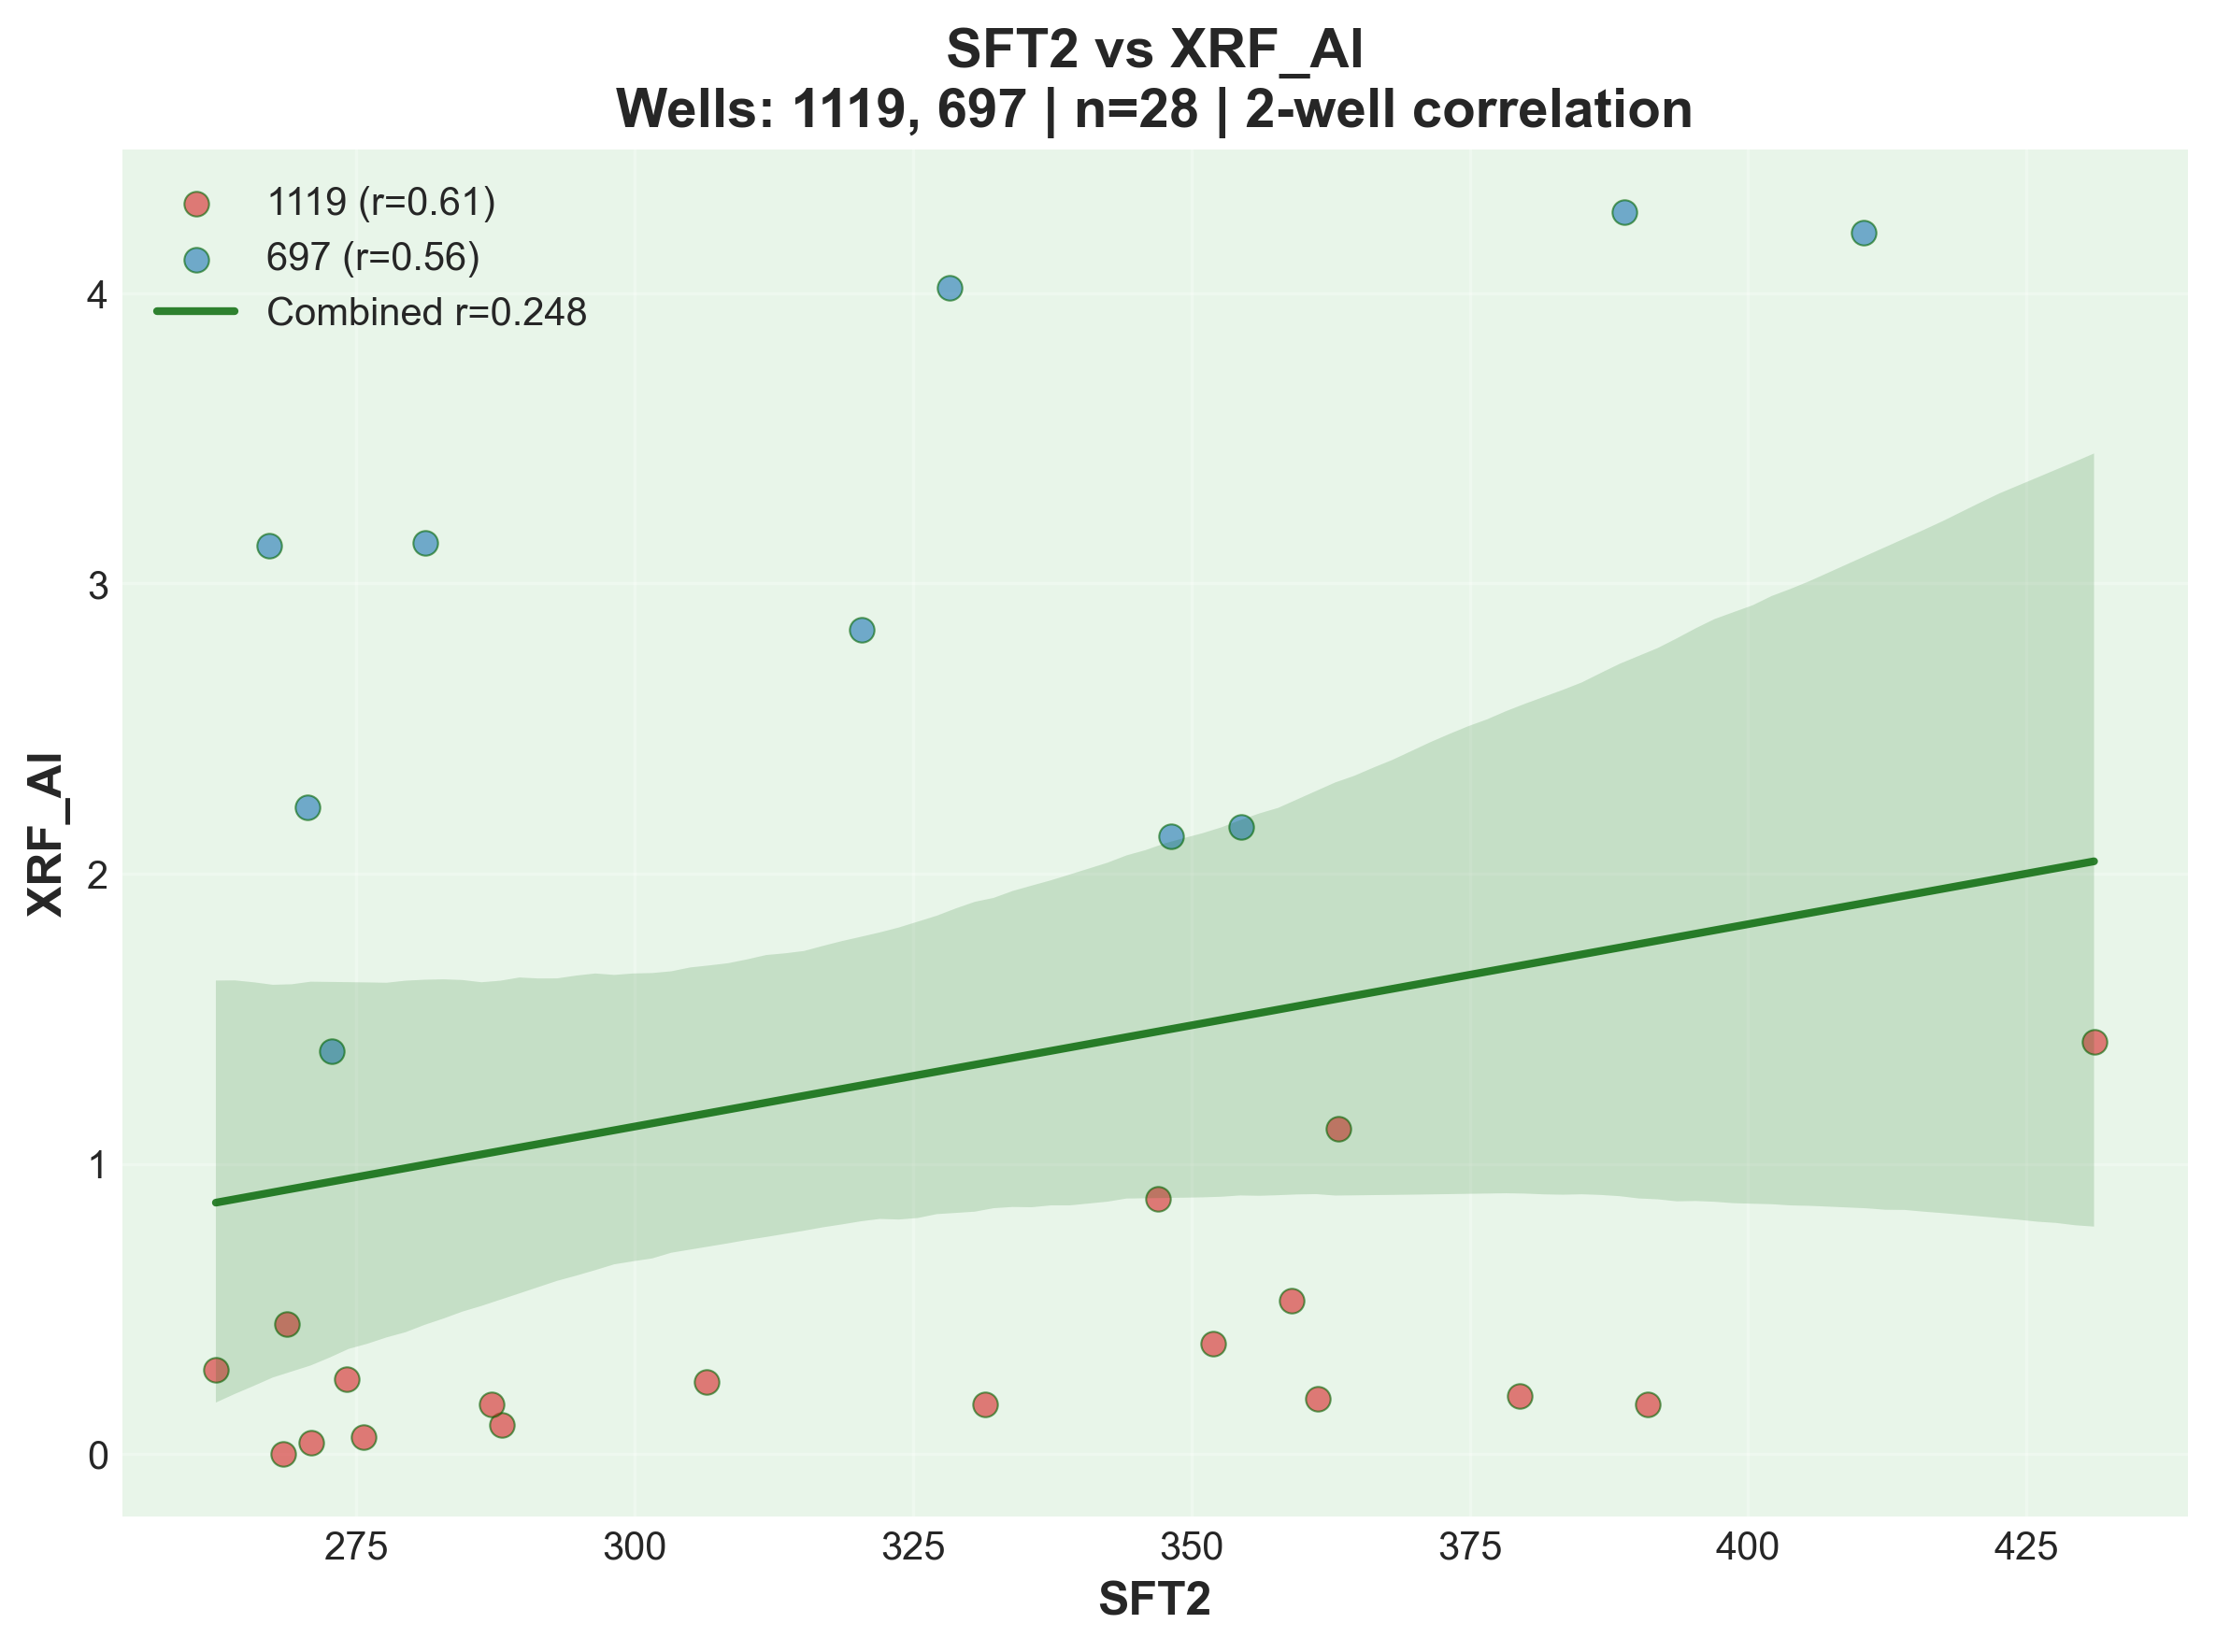 SFT2 vs XRF_Al
Wells: 1119, 697 | n=28 | 2-well correlation
1119 (r=0.61)
697 (r=0.56)
Combined r=0.248
XRF_Al
4
3
2
1
0
275
300
325
350
375
400
425
SFT2